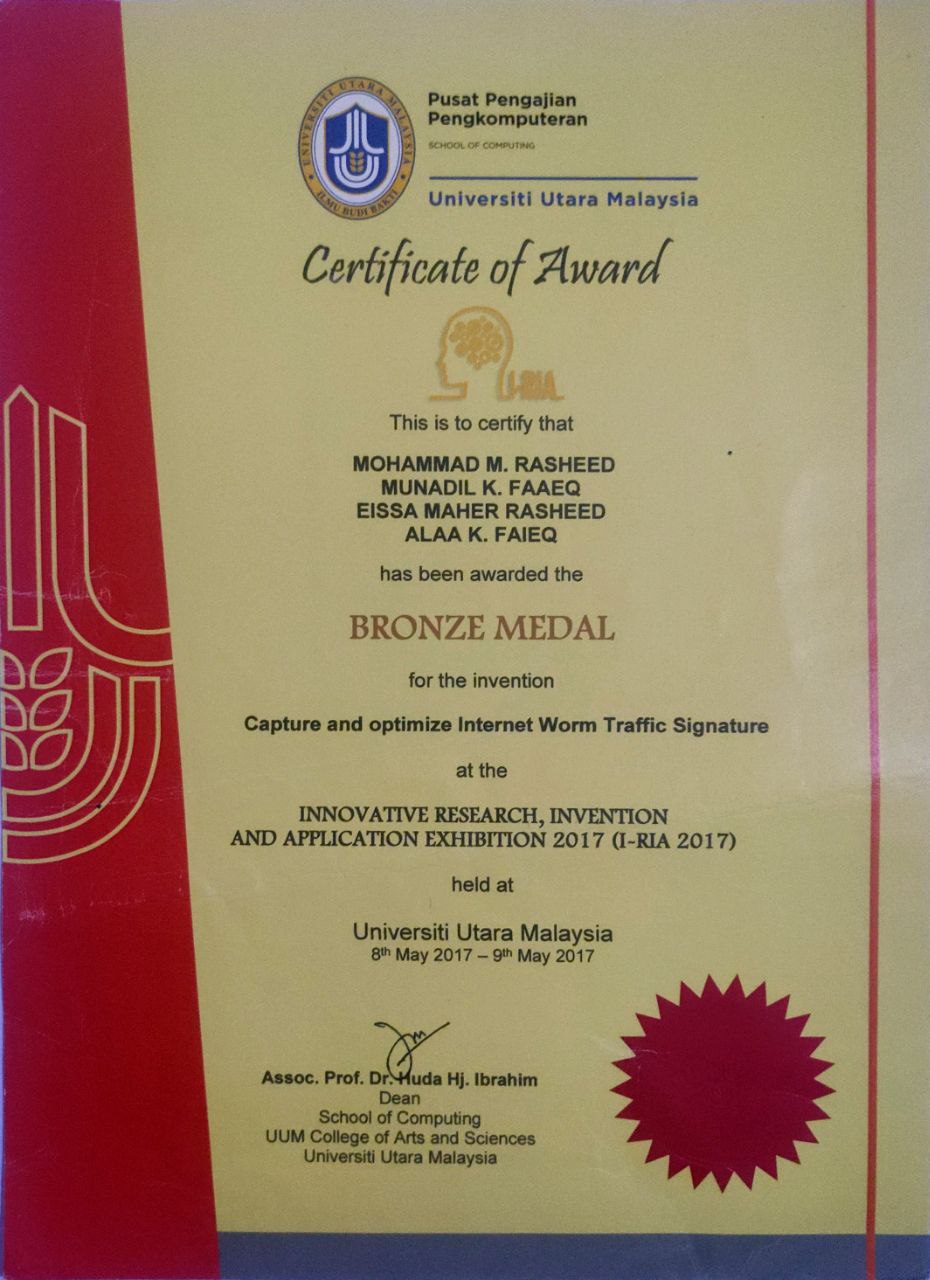 UNIVERSITI UTARA MALAYSIA
ILMU BUDI BAKTI
Pusat Pengajian
Pengkomputeran
SCHOOL OF COMPUTING
Universiti Utara Malaysia
Certificate of Award
I-RIA
This is to certify that
MOHAMMAD M. RASHEED
MUNADIL K. FAAEQ
EISSA MAHER RASHEED
ALAA K. FAIEQ
has been awarded the
BRONZE MEDAL
for the invention
Capture and optimize Internet Worm Traffic Signature
at the
INNOVATIVE RESEARCH, INVENTION
AND APPLICATION EXHIBITION 2017 (I-RIA 2017)
held at
Universiti Utara Malaysia
8th May 2017 – 9th May 2017
Assoc. Prof. Dr. Huda Hj. Ibrahim
Dean
School of Computing
UUM College of Arts and Sciences
Universiti Utara Malaysia